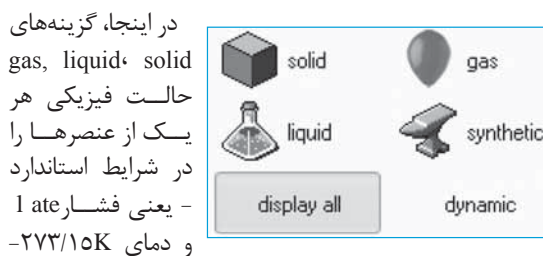 در اینجا، گزینه‌های
gas, liquid، solid
حالت فیزیکی هر
یک از عنصرها را
در شرایط استاندارد
- یعنی فشار 1 ate
و دمای ۲۷۳/۱۵K-
solid
gas
liquid
synthetic
display all
dynamic